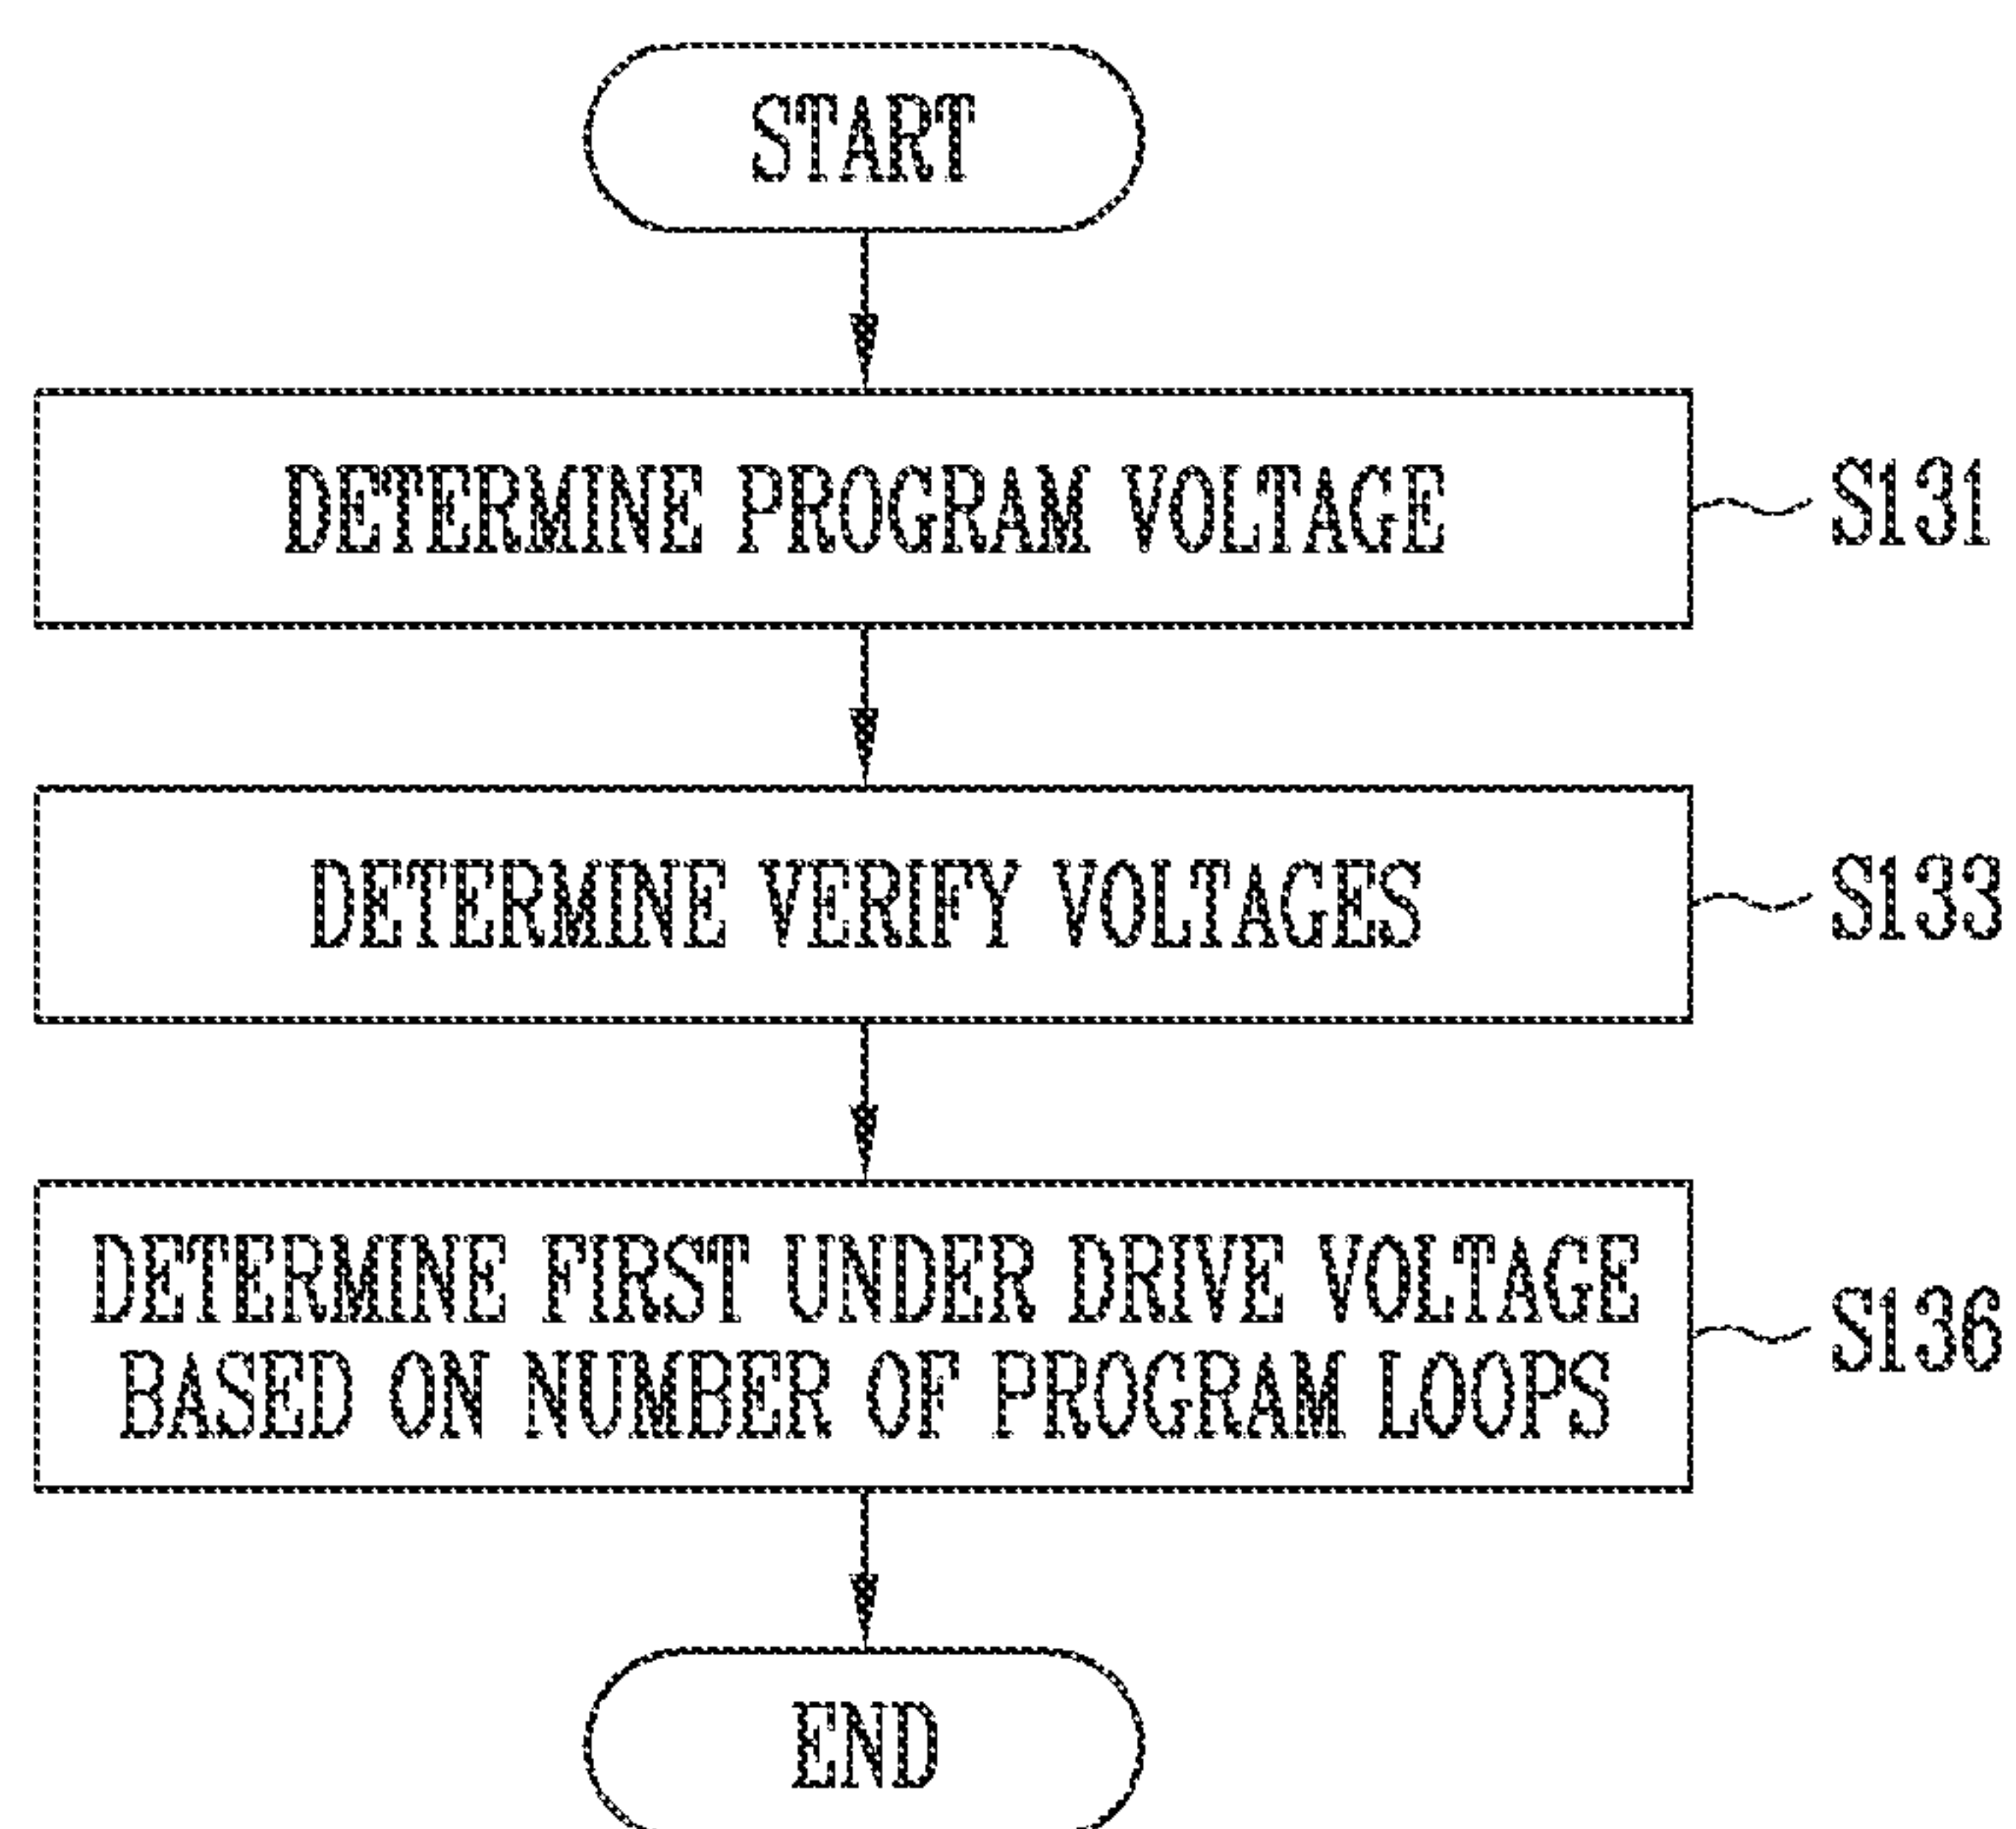 START
DETERMINE PROGRAM VOLTAGE
S131
DETERMINE VERIFY VOLTAGES
S133
DETERMINE FIRST UNDER DRIVE VOLTAGE
BASED ON NUMBER OF PROGRAM LOOPS
S136
END